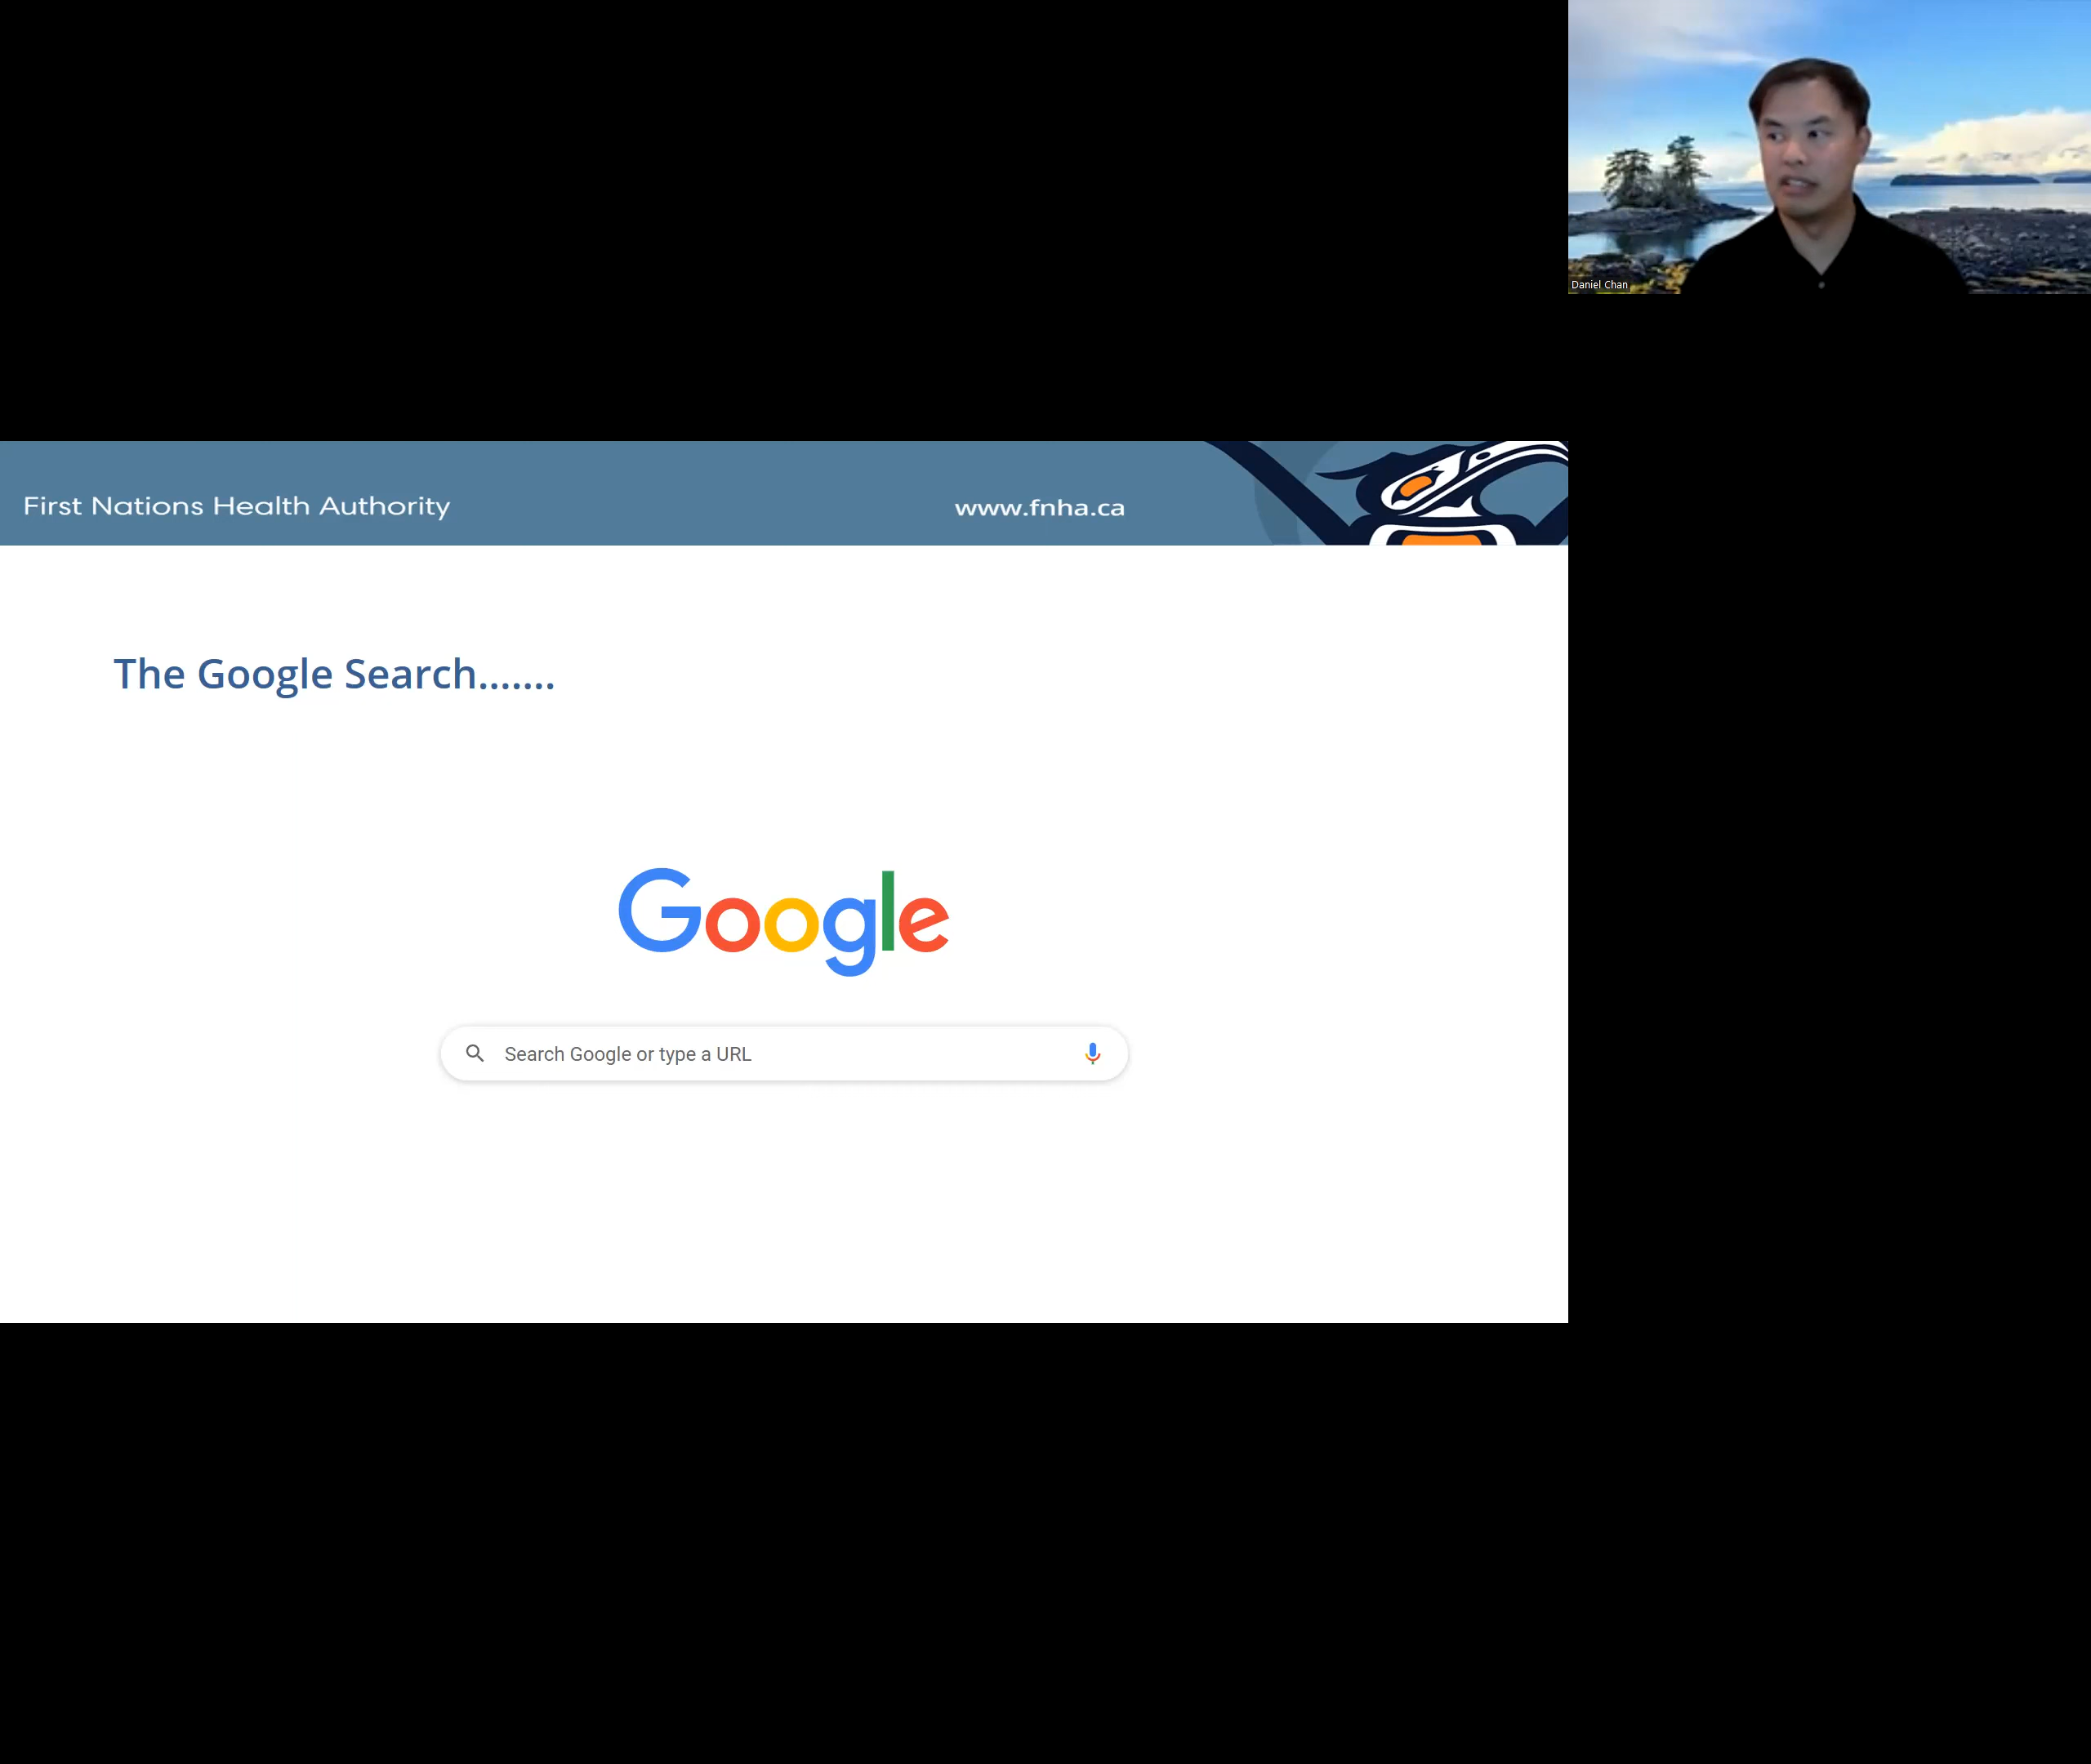 Daniel Chan
First Nations Health Authority
www.fnha.ca
The Google Search.......
Google
Search Google or type a URL